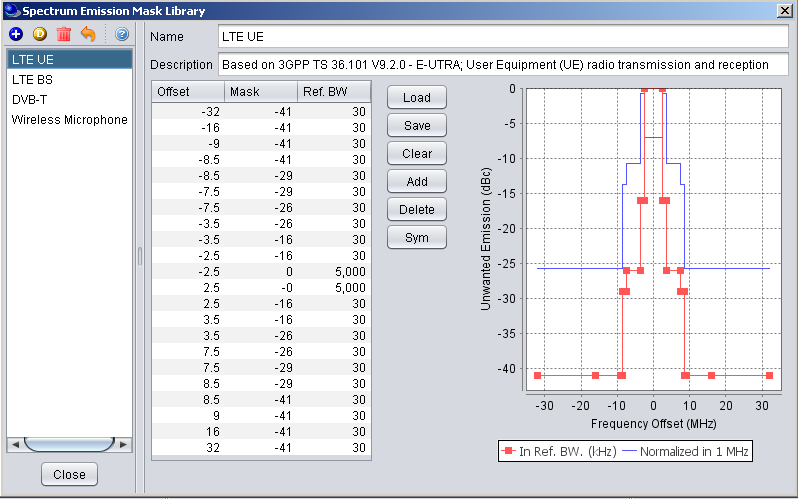 Spectrum Emission Mask Library
Name LTE UE
Description Based on 3GPP TS 36.101 V9.2.0 - E-UTRA; User Equipment (UE) radio transmission and reception
LTE UE
LTE BS
DVB-T
Wireless Microphone
Close
Offset Mask Ref. BW
-32 -41 30
-16 -41 30
-9 -41 30
-8.5 -41 30
-8.5 -29 30
-7.5 -29 30
-7.5 -26 30
-3.5 -26 30
-3.5 -16 30
-2.5 -16 30
-2.5 0 5,000
2.5 -0 5,000
2.5 -16 30
3.5 -16 30
3.5 -26 30
7.5 -26 30
7.5 -29 30
8.5 -29 30
8.5 -41 30
9 -41 30
16 -41 30
32 -41 30
Load
Save
Clear
Add
Delete
Sym
Unwanted Emission (dBc)
0
-5
-10
-15
-20
-25
-30
-35
-40
-30 -20 -10 0 10 20 30
Frequency Offset (MHz)
In Ref. BW. (kHz) Normalized in 1 MHz